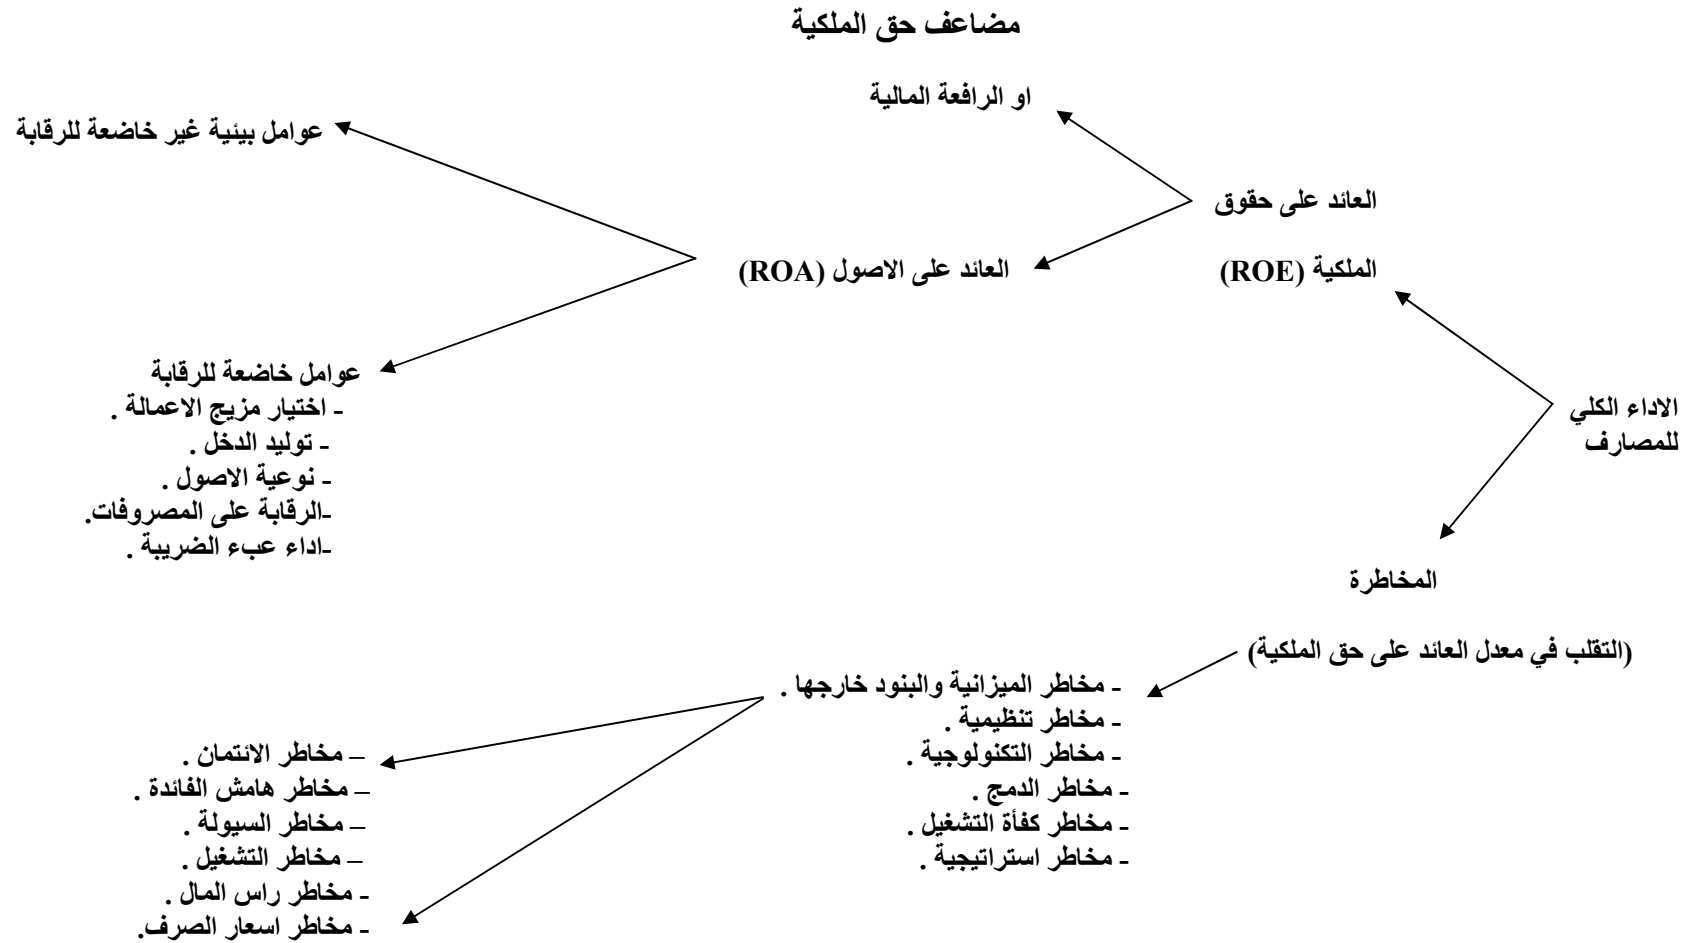 مضاعف حق الملكية
او الرافعة المالية
عوامل بيئية غير خاضعة للرقابة
العائد على حقوق
الملكية (ROE)
العائد على الاصول (ROA)
عوامل خاضعة للرقابة
- اختيار مزيج الاعمالة .
- توليد الدخل .
- نوعية الاصول .
-الرقابة على المصروفات.
-اداء عبء الضريبة .
الاداء الكلي
للمصارف
المخاطرة
(التقلب في معدل العائد على حق الملكية)
- مخاطر الميزانية والبنود خارجها .
- مخاطر تنظيمية .
- مخاطر التكنولوجية .
- مخاطر الدمج .
- مخاطر كفأة التشغيل .
- مخاطر استراتيجية .
– مخاطر الائتمان .
– مخاطر هامش الفائدة .
– مخاطر السيولة .
– مخاطر التشغيل .
- مخاطر راس المال .
- مخاطر اسعار الصرف.